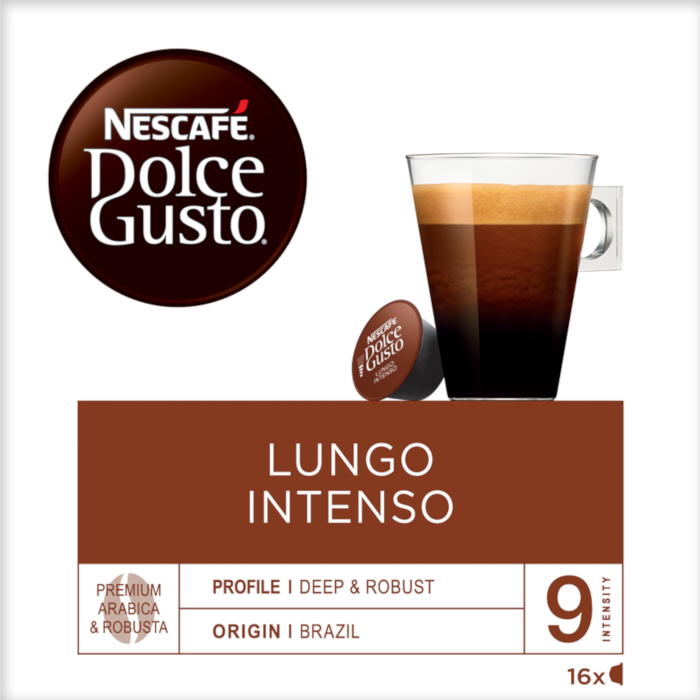 NESCAFÉ.
Dolce
Gusto.
NESCAFÉ
Dolce
Gusto
LUNGO
INTENSO
LUNGO
INTENSO
PREMIUM
ARABICA
& ROBUSTA
PROFILE I DEEP & ROBUST
ORIGIN I BRAZIL
9
INTENSITY
16x